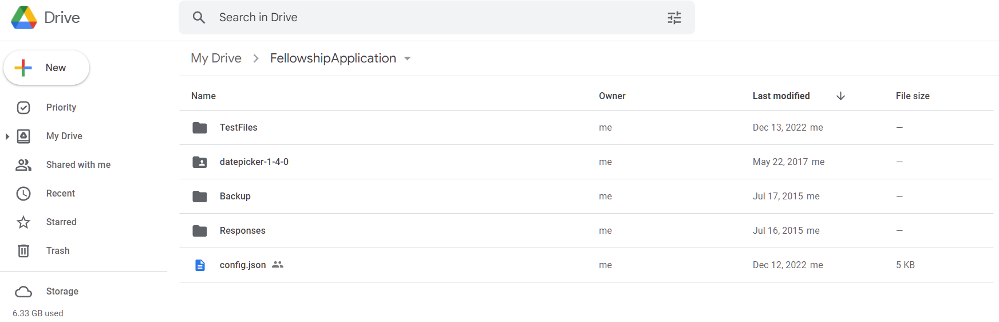 Drive
Search in Drive
New
Priority
My Drive
Shared with me
Recent
Starred
Trash
Storage
6.33 GB used
My Drive > FellowshipApplication
Name Owner Last modified File size
TestFiles me Dec 13, 2022 me —
datepicker-1-4-0 me May 22, 2017 me —
Backup me Jul 17, 2015 me —
Responses me Jul 16, 2015 me —
config.json me Dec 12, 2022 me 5 KB